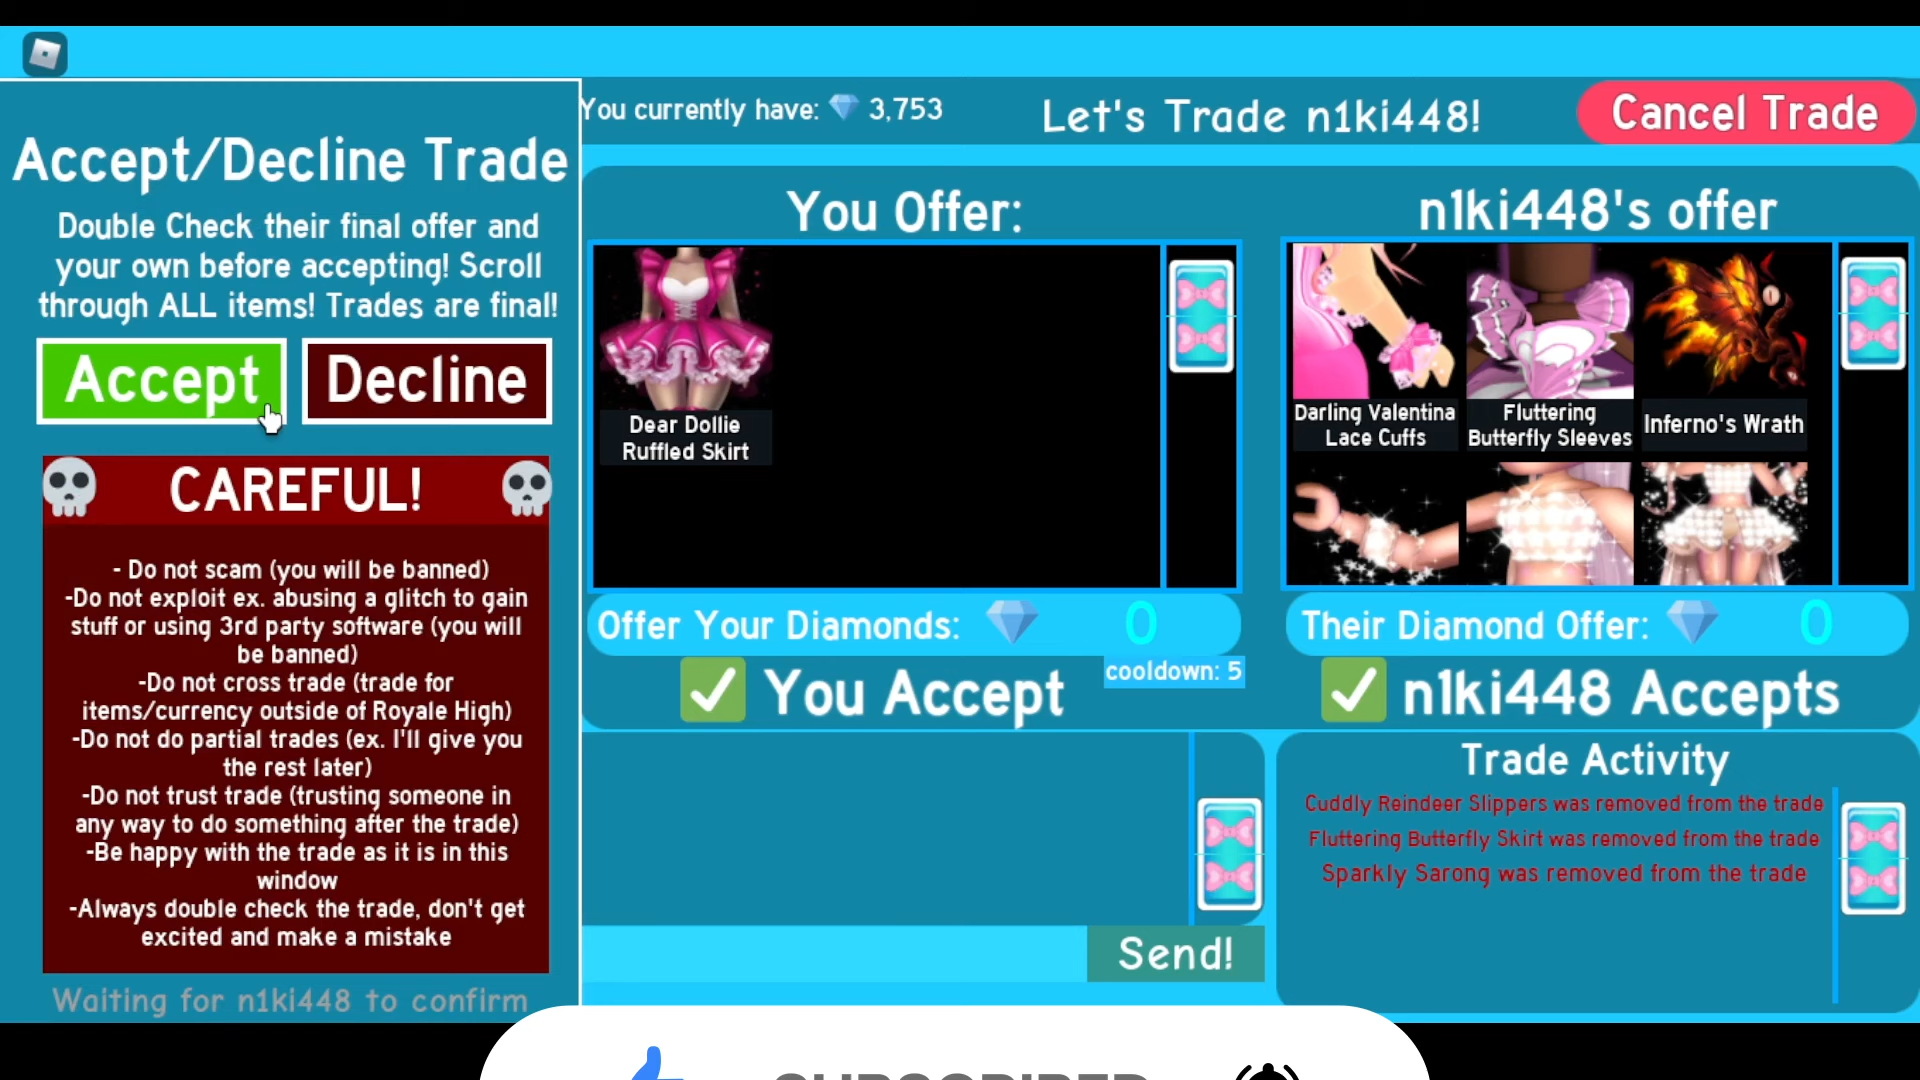 Accept/Decline Trade
Double Check their final offer and
your own before accepting! Scroll
through ALL items! Trades are final!
Accept
Decline
CAREFUL!
- Do not scam (you will be banned)
-Do not exploit ex. abusing a glitch to gain
stuff or using 3rd party software (you will
be banned)
-Do not cross trade (trade for
items/currency outside of Royale High)
-Do not do partial trades (ex. I'll give you
the rest later)
-Do not trust trade (trusting someone in
any way to do something after the trade)
-Be happy with the trade as it is in this
window
-Always double check the trade, don't get
excited and make a mistake
Waiting for n1ki448 to confirm
You currently have: 3,753
Let's Trade n1ki448!
Cancel Trade
You Offer:
Dear Dollie
Ruffled Skirt
Offer Your Diamonds: 0
cooldown: 5
You Accept
n1ki448's offer
Darling Valentina
Lace Cuffs
Fluttering
Butterfly Sleeves
Inferno's Wrath
Their Diamond Offer: 0
n1ki448 Accepts
Send!
Trade Activity
Cuddly Reindeer Slippers was removed from the trade
Fluttering Butterfly Skirt was removed from the trade
Sparkly Sarong was removed from the trade